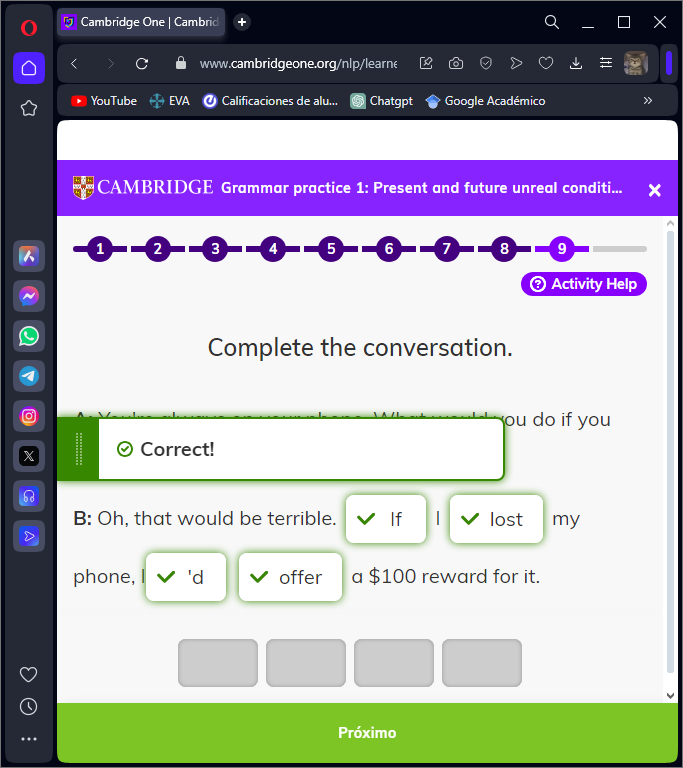 Cambridge One | Cambrid
www.cambridgeone.org/nlp/learne
YouTube EVA Calificaciones de alu... Chatgpt Google Académico »
CAMBRIDGE Grammar practice 1: Present and future unreal conditi...
1 2 3 4 5 6 7 8 9
Activity Help
Complete the conversation.
A: You're always on your phone. What would you do if you
Correct!
B: Oh, that would be terrible. If I lost my
phone, I 'd offer a $100 reward for it.
Próximo